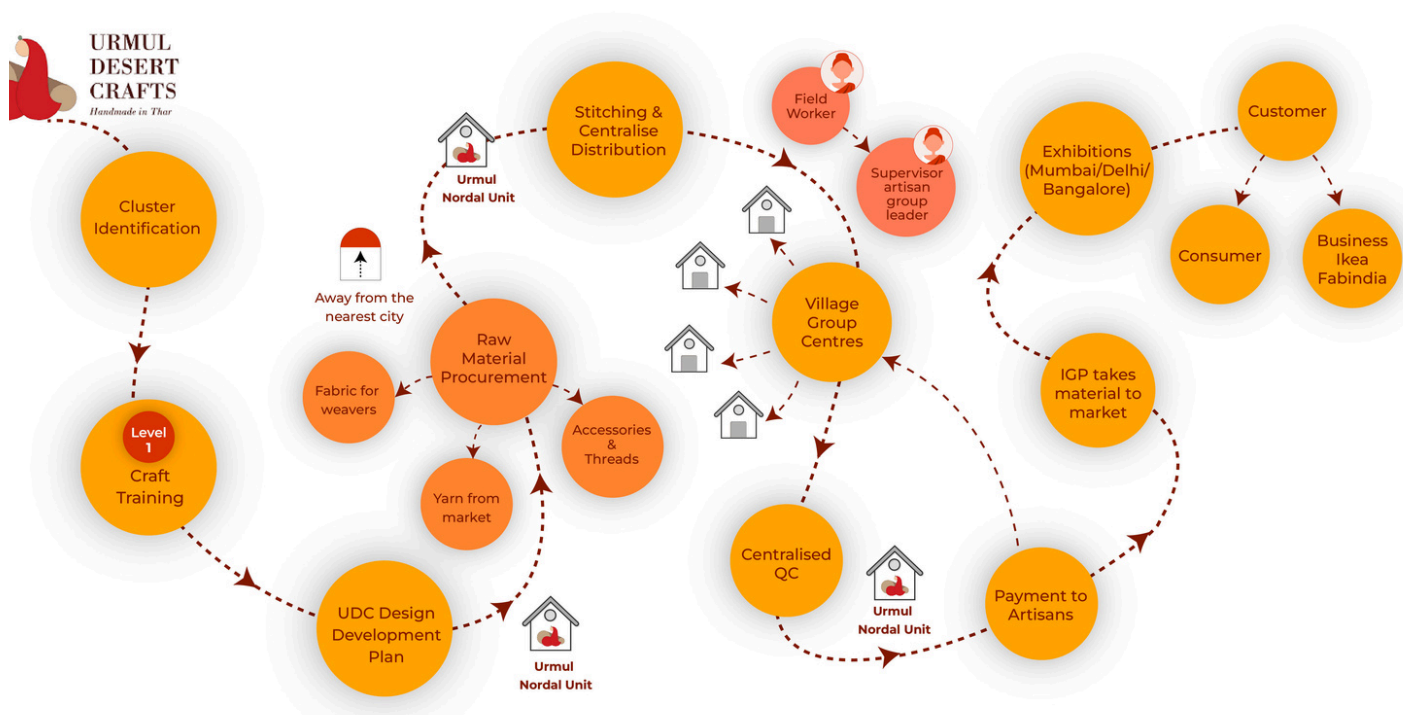 URMUL
DESERT
CRAFTS
Handmade in Thar
Cluster
Identification
Level
1
Craft
Training
UDC Design
Development
Plan
Urmul
Nordal Unit
Raw
Material
Procurement
Fabric for
weavers
Yarn from
market
Accessories
&
Threads
Away from the
nearest city
Urmul
Nordal Unit
Stitching &
Centralise
Distribution
Field
Worker
Supervisor
artisan
group
leader
Village
Group
Centres
Centralised
QC
Urmul
Nordal Unit
Payment to
Artisans
IGP takes
material to
market
Exhibitions
(Mumbai/Delhi/
Bangalore)
Customer
Consumer
Business
Ikea
Fabindia